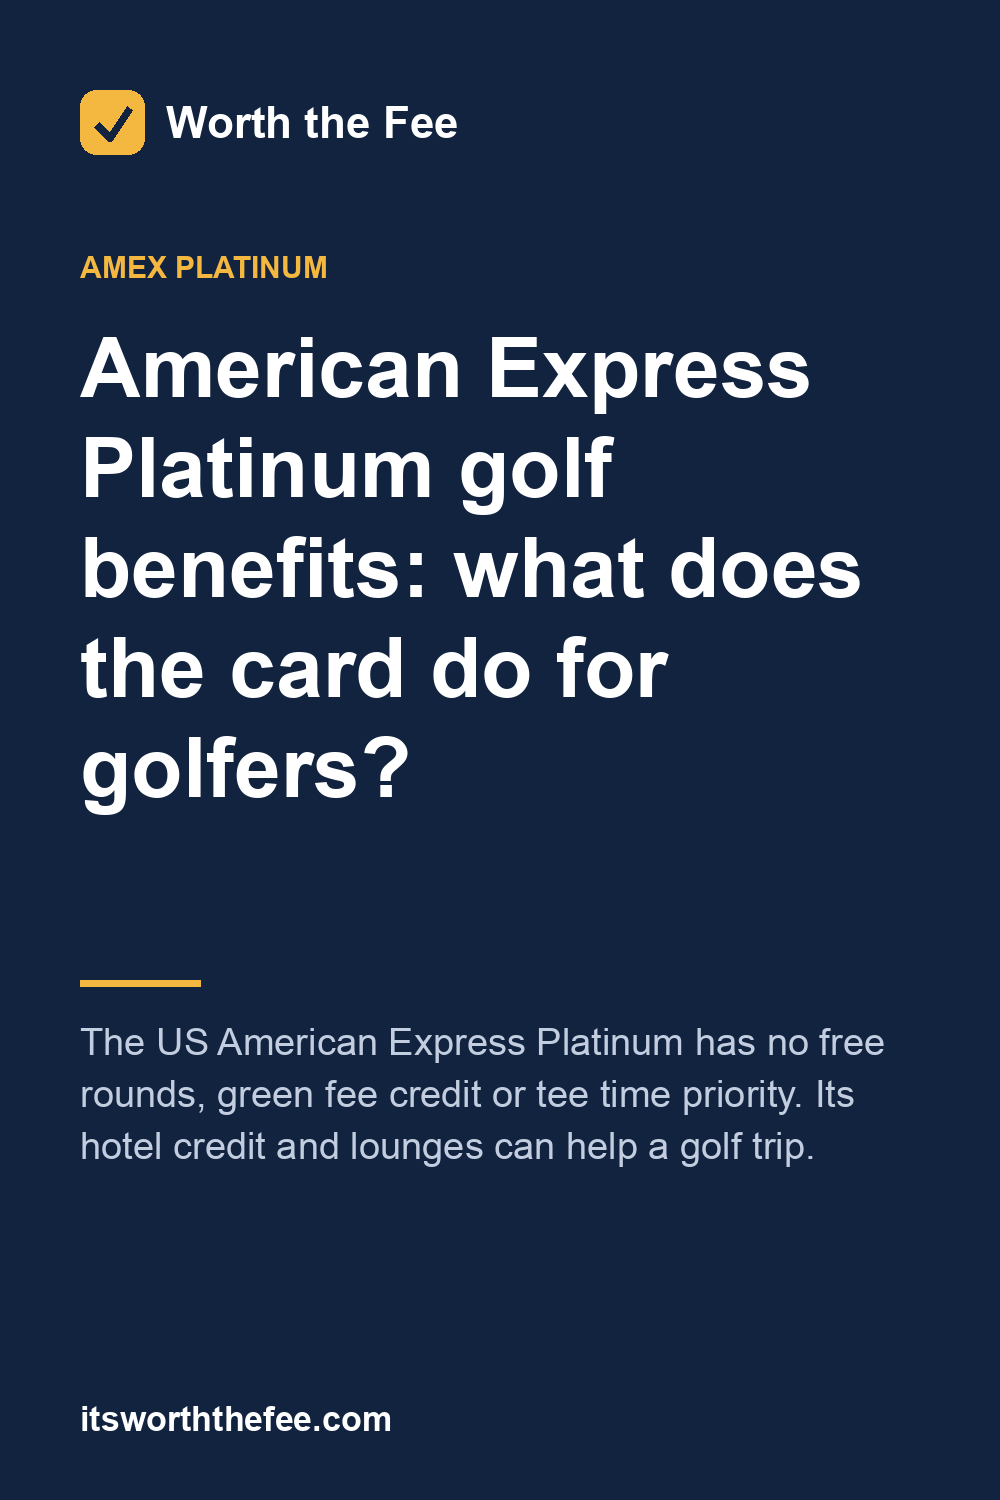 Worth the Fee
AMEX PLATINUM
American Express
Platinum golf
benefits: what does
the card do for
golfers?
The US American Express Platinum has no free
rounds, green fee credit or tee time priority. Its
hotel credit and lounges can help a golf trip.
itsworththefee.com